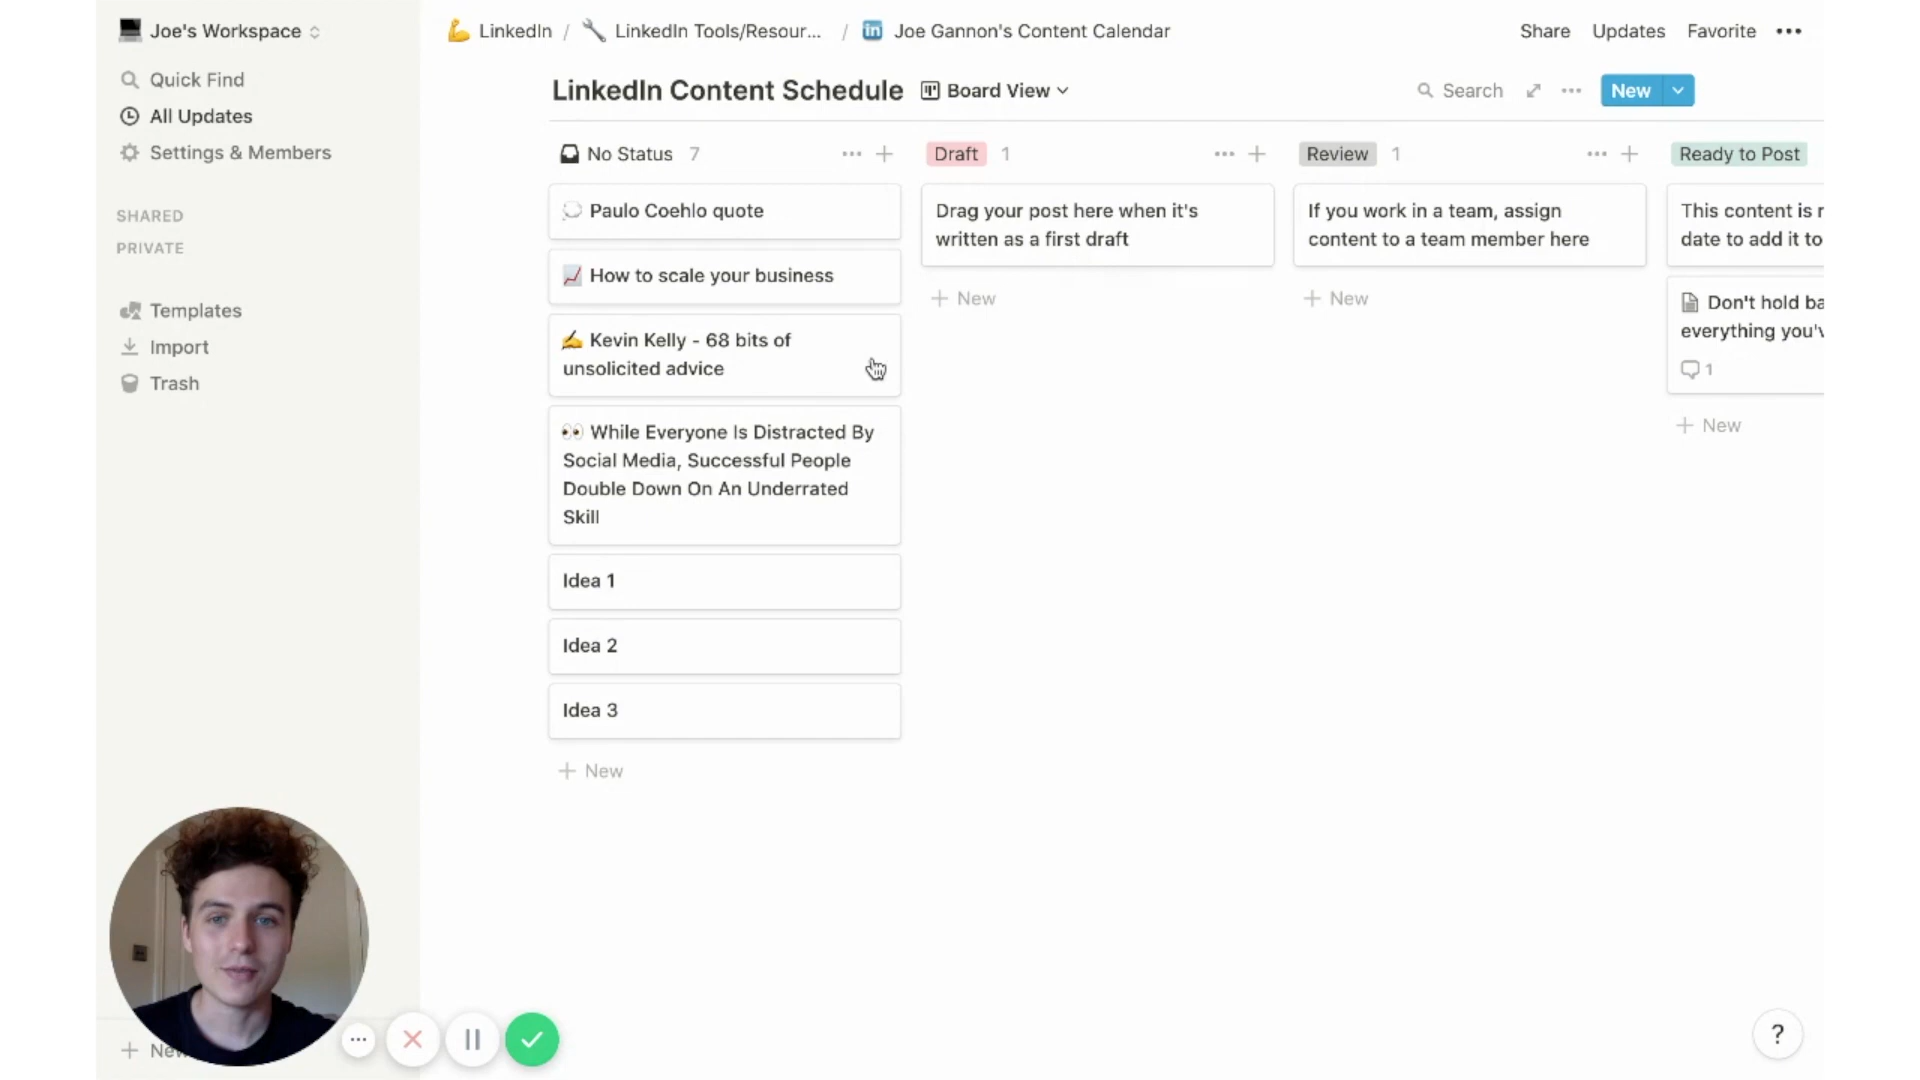 Joe's Workspace
LinkedIn / LinkedIn Tools/Resour... / Joe Gannon's Content Calendar
Share
Updates
Favorite
Quick Find
All Updates
Settings & Members
SHARED
PRIVATE
Templates
Import
Trash
LinkedIn Content Schedule
Board View
Search
New
No Status 7
Paulo Coehlo quote
How to scale your business
Kevin Kelly - 68 bits of
unsolicited advice
While Everyone Is Distracted By
Social Media, Successful People
Double Down On An Underrated
Skill
Idea 1
Idea 2
Idea 3
+ New
Draft 1
Drag your post here when it's
written as a first draft
+ New
Review 1
If you work in a team, assign
content to a team member here
+ New
Ready to Post
This content is r
date to add it to
Don't hold ba
everything you'v
1
+ New
+ New
?